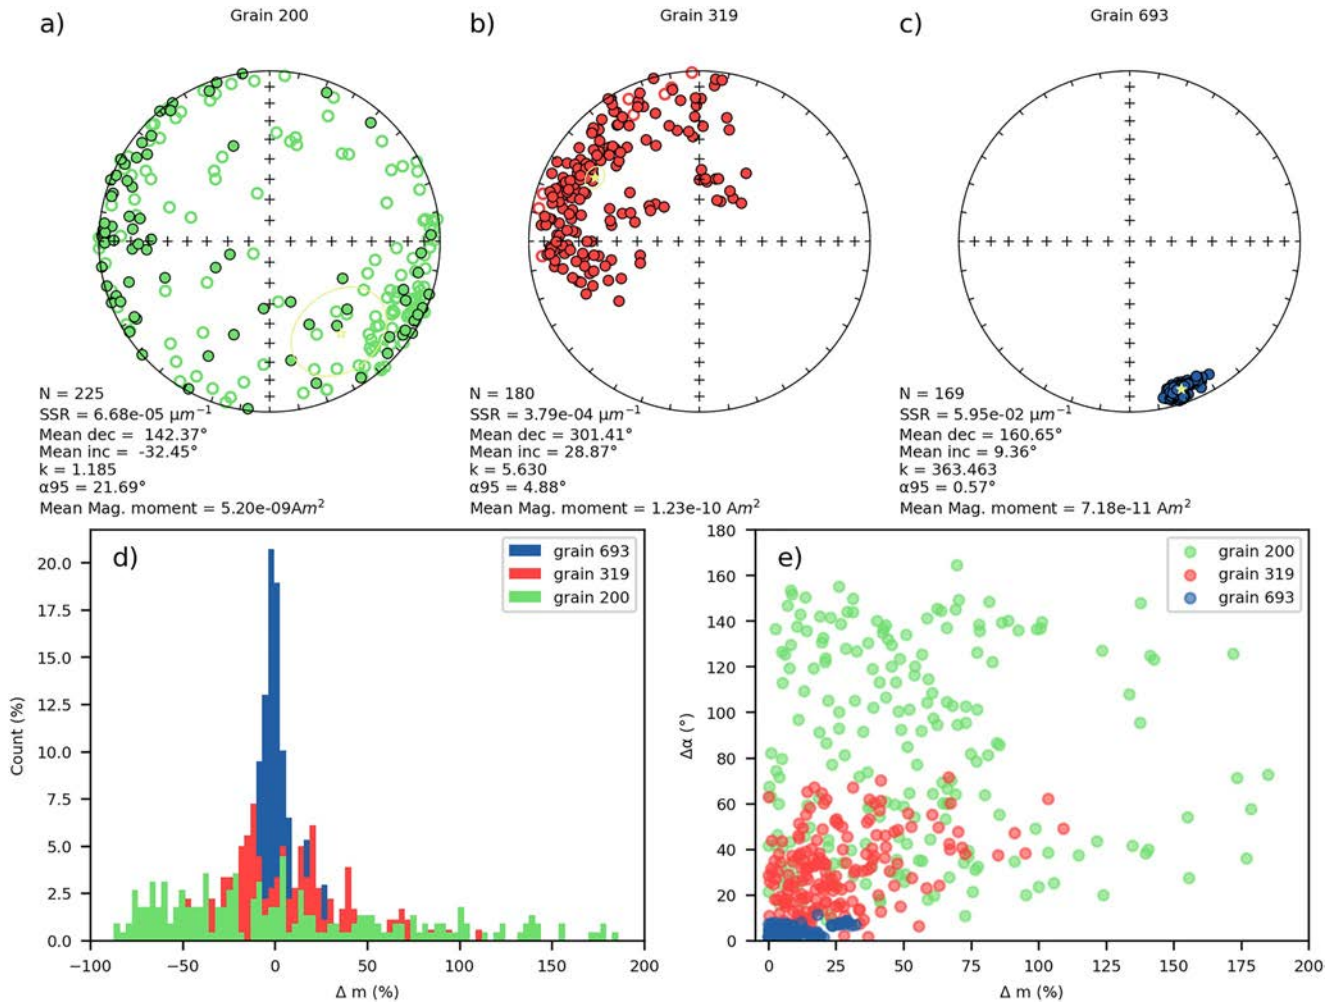 Grain 200
Grain 319
Grain 693
a)
b)
c)
N = 225
SSR = 6.68e-05 μm⁻¹
Mean dec = 142.37°
Mean inc = -32.45°
k = 1.185
α95 = 21.69°
Mean Mag. moment = 5.20e-09Am²
N = 180
SSR = 3.79e-04 μm⁻¹
Mean dec = 301.41°
Mean inc = 28.87°
k = 5.630
α95 = 4.88°
Mean Mag. moment = 1.23e-10 Am²
N = 169
SSR = 5.95e-02 μm⁻¹
Mean dec = 160.65°
Mean inc = 9.36°
k = 363.463
α95 = 0.57°
Mean Mag. moment = 7.18e-11 Am²
d)
grain 693
grain 319
grain 200
Count (%)
20.0
17.5
15.0
12.5
10.0
7.5
5.0
2.5
0.0
−100
−50
0
50
100
150
200
Δ m (%)
e)
grain 200
grain 319
grain 693
Δα (°)
180
160
140
120
100
80
60
40
20
0
0
25
50
75
100
125
150
175
200
Δ m (%)